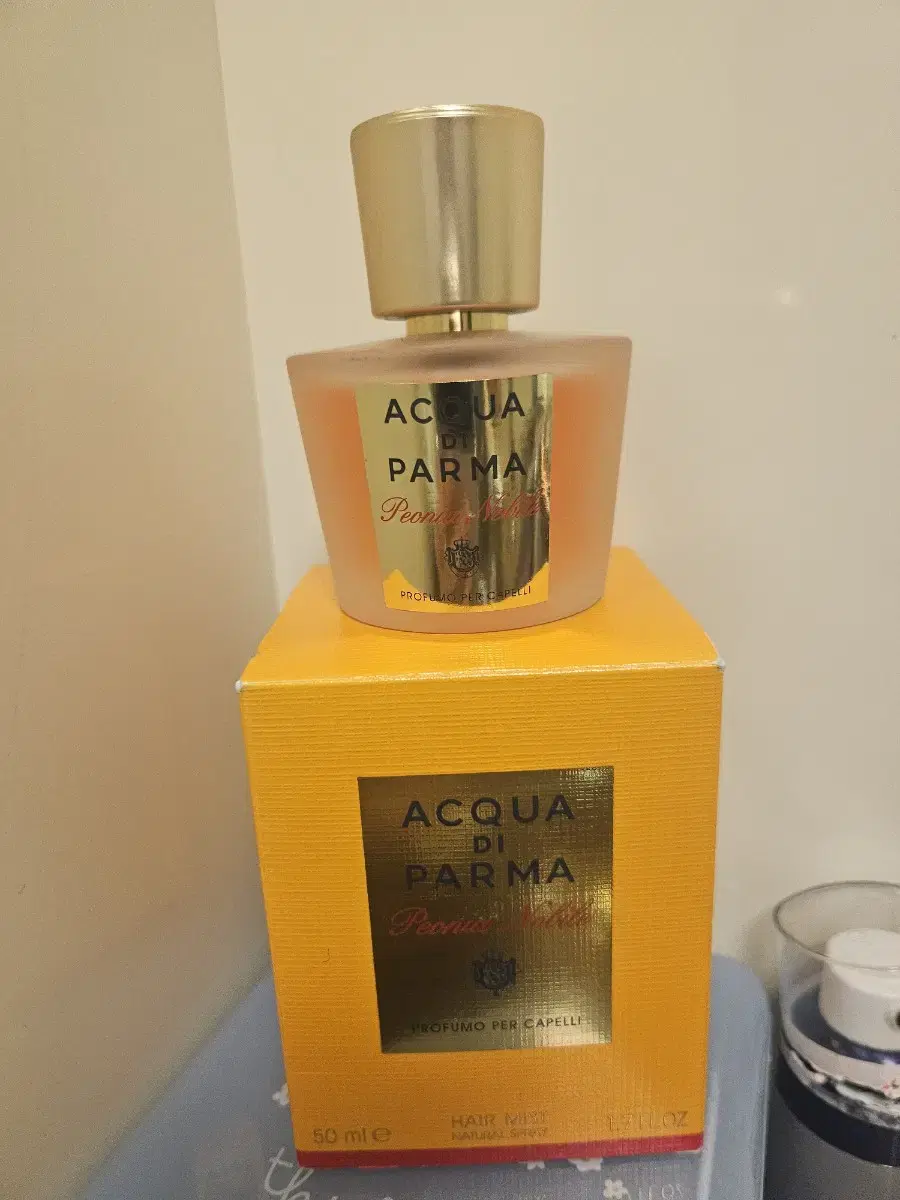 ACQUA
DI
PARMA
Peonia Nobile
PROFUMO PER CAPELLI
ACQUA
DI
PARMA
Peonia Nobile
PROFUMO PER CAPELLI
50 ml e
HAIR MIST
NATURAL SPRAY
1.7 FL.OZ